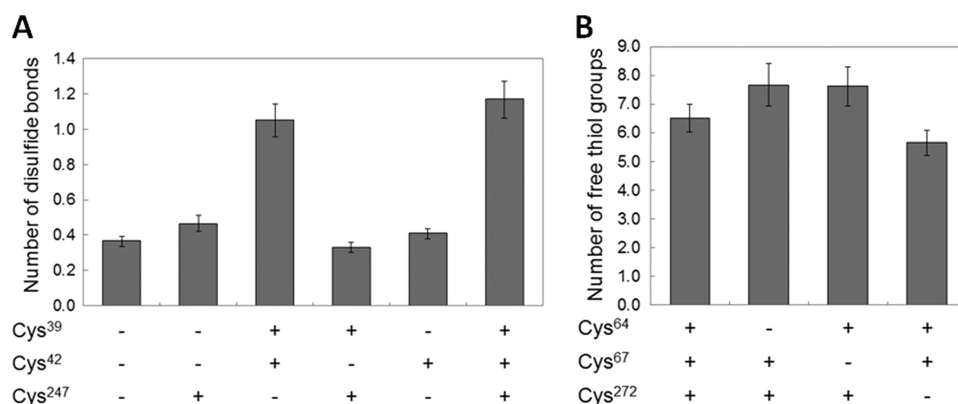 A
Number of disulfide bonds
1.4
1.2
1.0
0.8
0.6
0.4
0.2
0.0
Cys³⁹ - - + + - +
Cys⁴² - - + - + +
Cys²⁴⁷ - + - + - +
B
Number of free thiol groups
9.0
8.0
7.0
6.0
5.0
4.0
3.0
2.0
1.0
0.0
Cys⁶⁴ + - + +
Cys⁶⁷ + + - +
Cys²⁷² + + + -